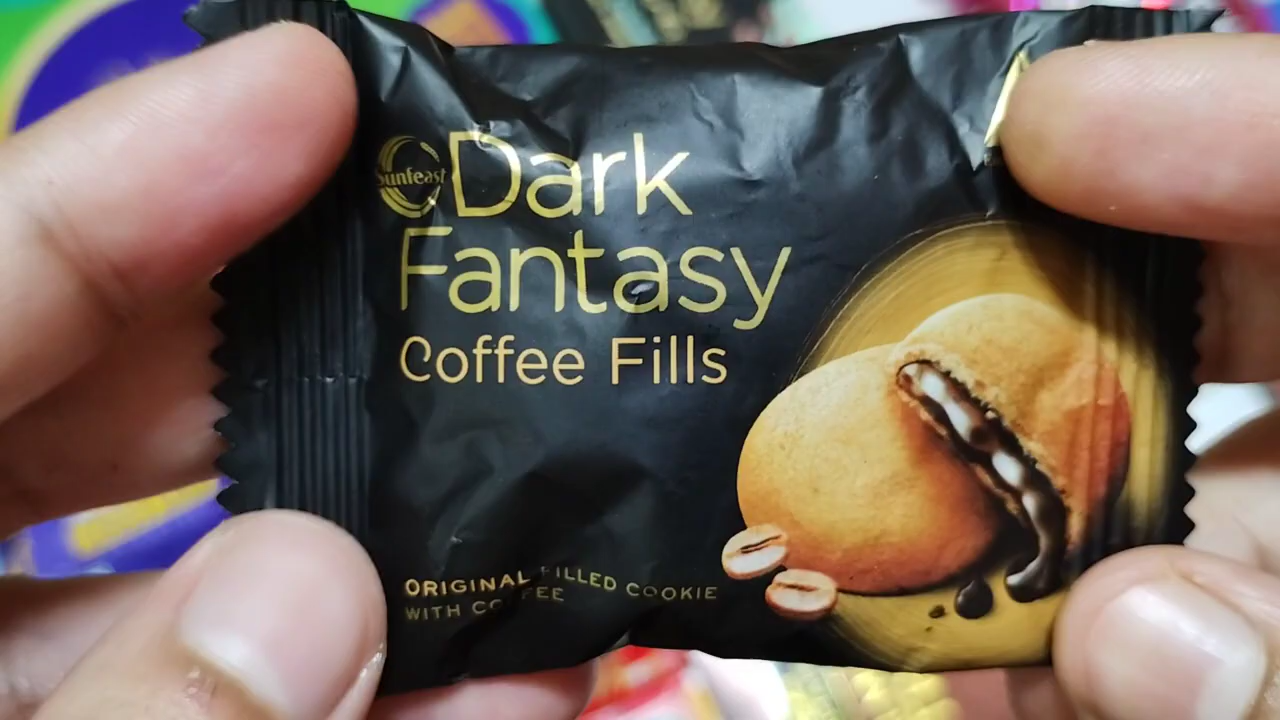 Sunfeast
Dark
Fantasy
Coffee Fills
ORIGINAL FILLED COOKIE
WITH COFFEE